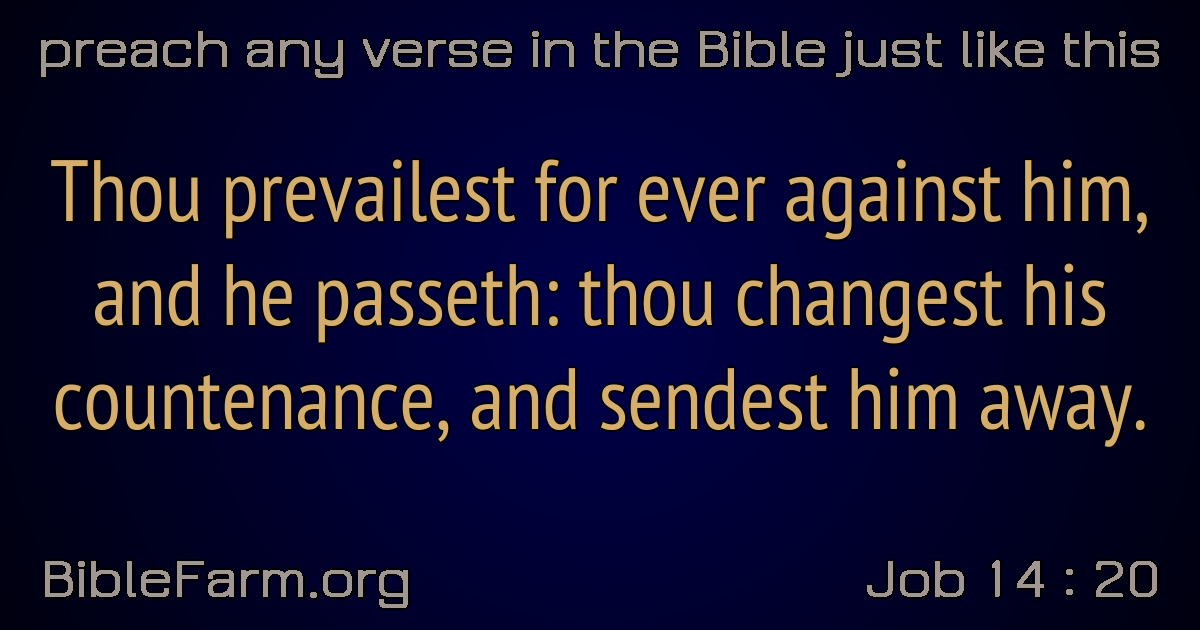 preach any verse in the Bible just like this
Thou prevailest for ever against him,
and he passeth: thou changest his
countenance, and sendest him away.
BibleFarm.org
Job 14 : 20